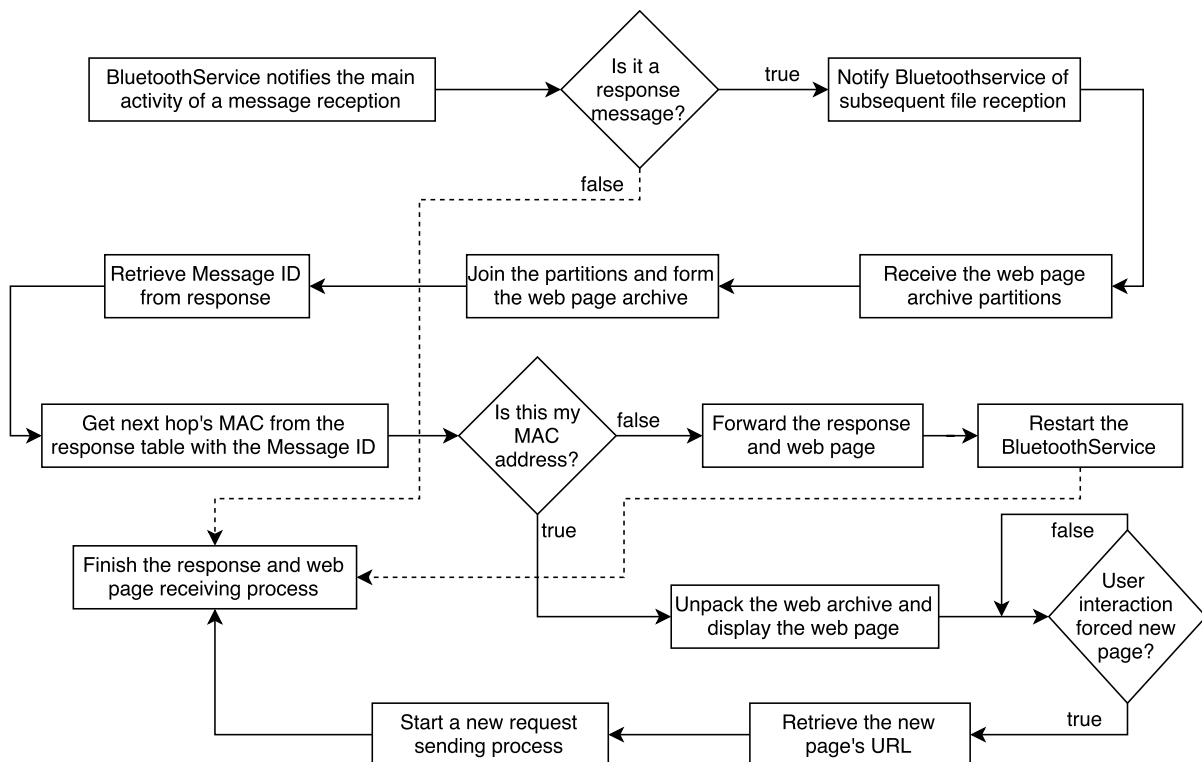 BluetoothService notifies the main
activity of a message reception
Is it a
response
message?
true
Notify Bluetoothservice of
subsequent file reception
false
Retrieve Message ID
from response
Join the partitions and form
the web page archive
Receive the web page
archive partitions
Get next hop's MAC from the
response table with the Message ID
Is this my
MAC
address?
false
Forward the response
and web page
Restart the
BluetoothService
true
false
Finish the response and web
page receiving process
Unpack the web archive and
display the web page
User
interaction
forced new
page?
true
Start a new request
sending process
Retrieve the new
page's URL